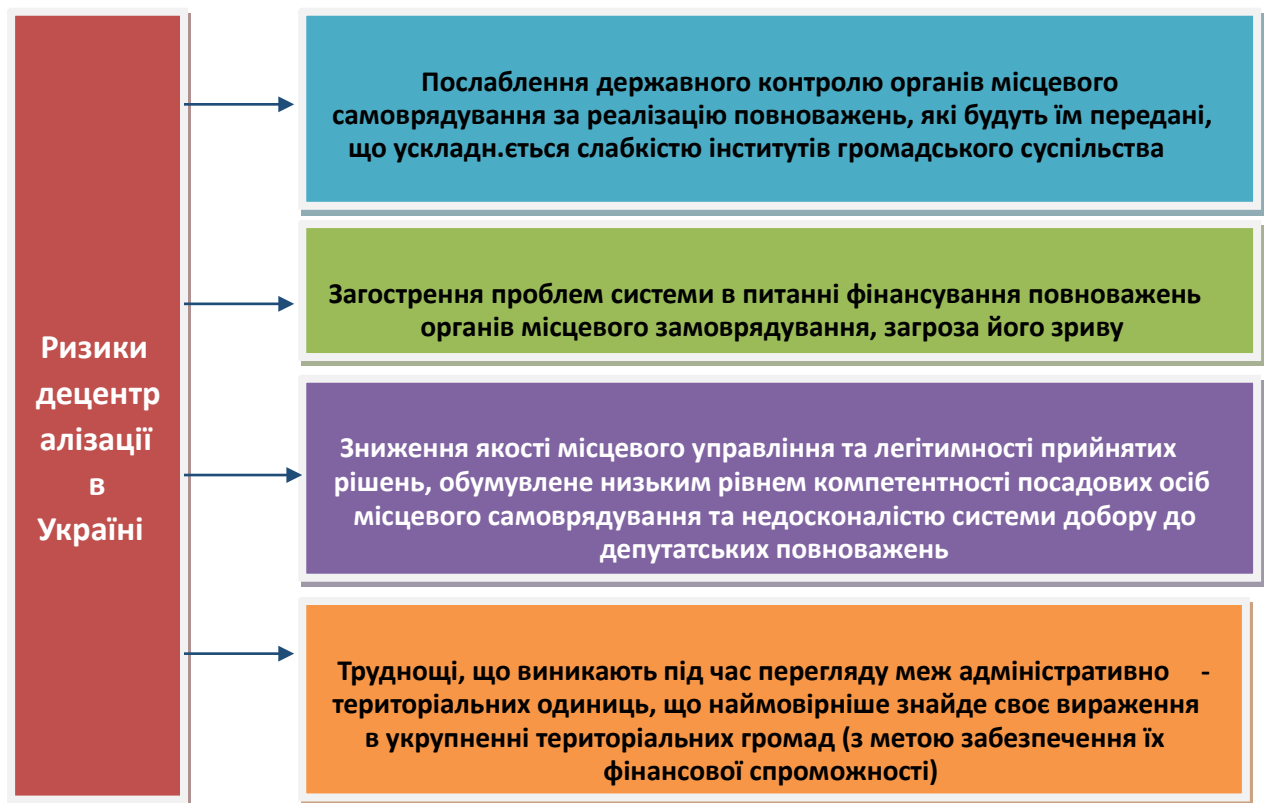 Ризики
децентр
алізації
в
Україні
Послаблення державного контролю органів місцевого
самоврядування за реалізацію повноважень, які будуть їм передані,
що ускладн.ється слабкістю інститутів громадського суспільства
Загострення проблем системи в питанні фінансування повноважень
органів місцевого замоврядування, загроза його зриву
Зниження якості місцевого управління та легітимності прийнятих
рішень, обумувлене низьким рівнем компетентності посадових осіб
місцевого самоврядування та недосконалістю системи добору до
депутатських повноважень
Труднощі, що виникають під час перегляду меж адміністративно -
територіальних одиниць, що наймовірніше знайде своє вираження
в укрупненні територіальних громад (з метою забезпечення їх
фінансової спроможності)